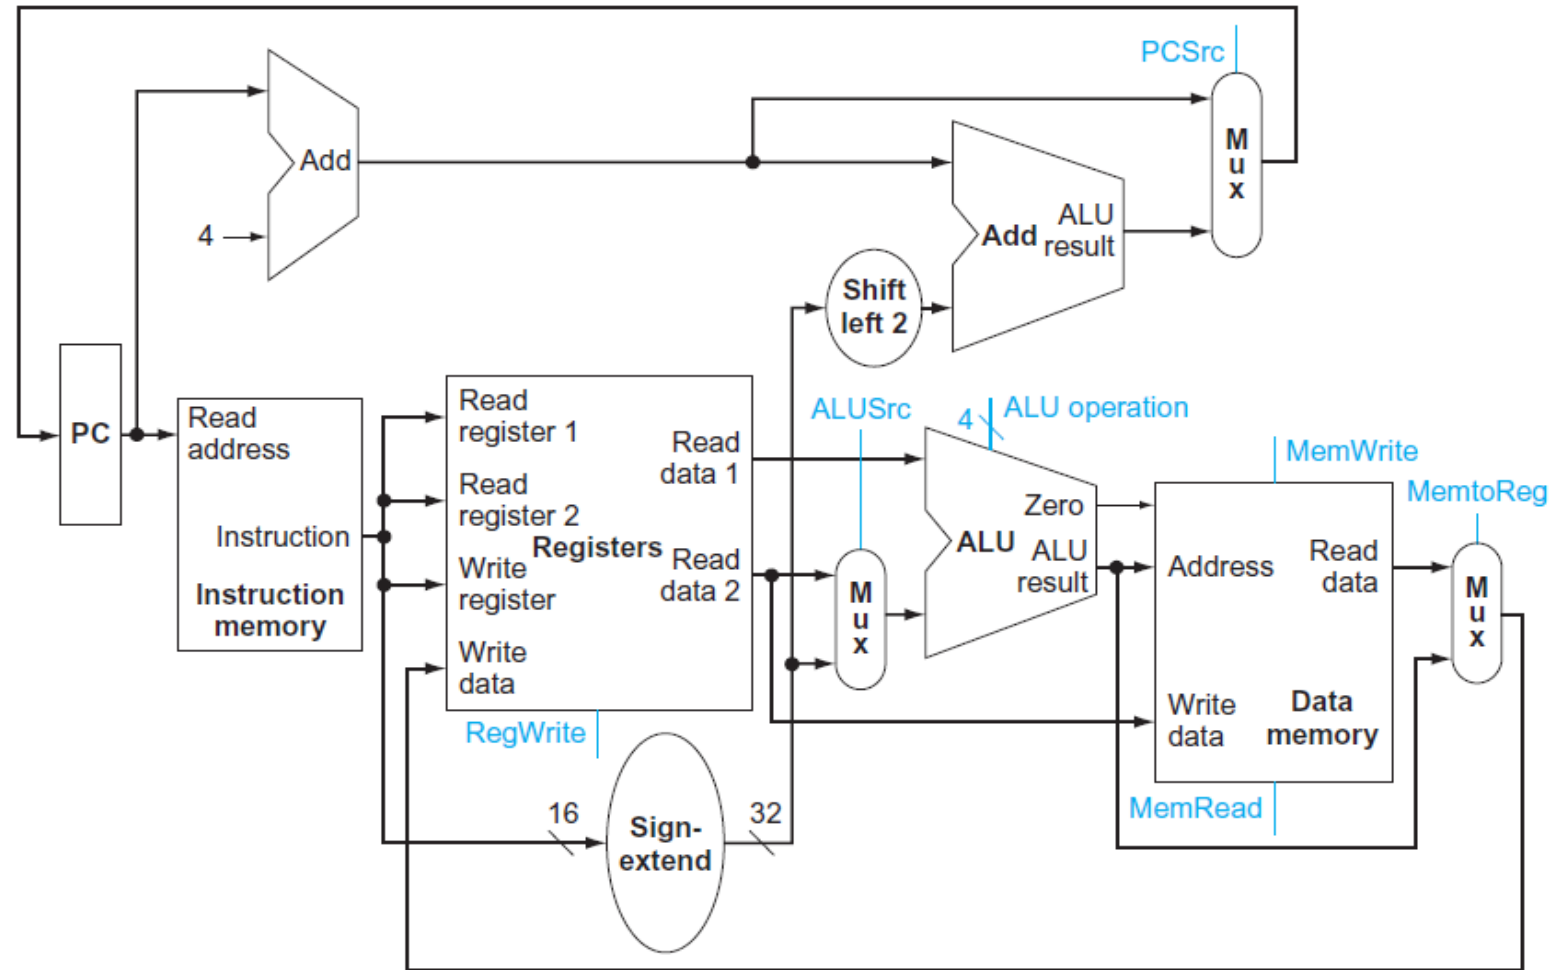 PCSrc
M
u
x
Add
4
Add
ALU
result
Shift
left 2
PC
Read
address
Instruction
Instruction
memory
Read
register 1
Read
register 2
Write
register
Write
data
Registers
Read
data 1
Read
data 2
RegWrite
16
Sign-
extend
32
ALUSrc
M
u
x
4
ALU operation
Zero
ALU
ALU
result
MemWrite
Address
Read
data
Write
data
Data
memory
MemRead
MemtoReg
M
u
x